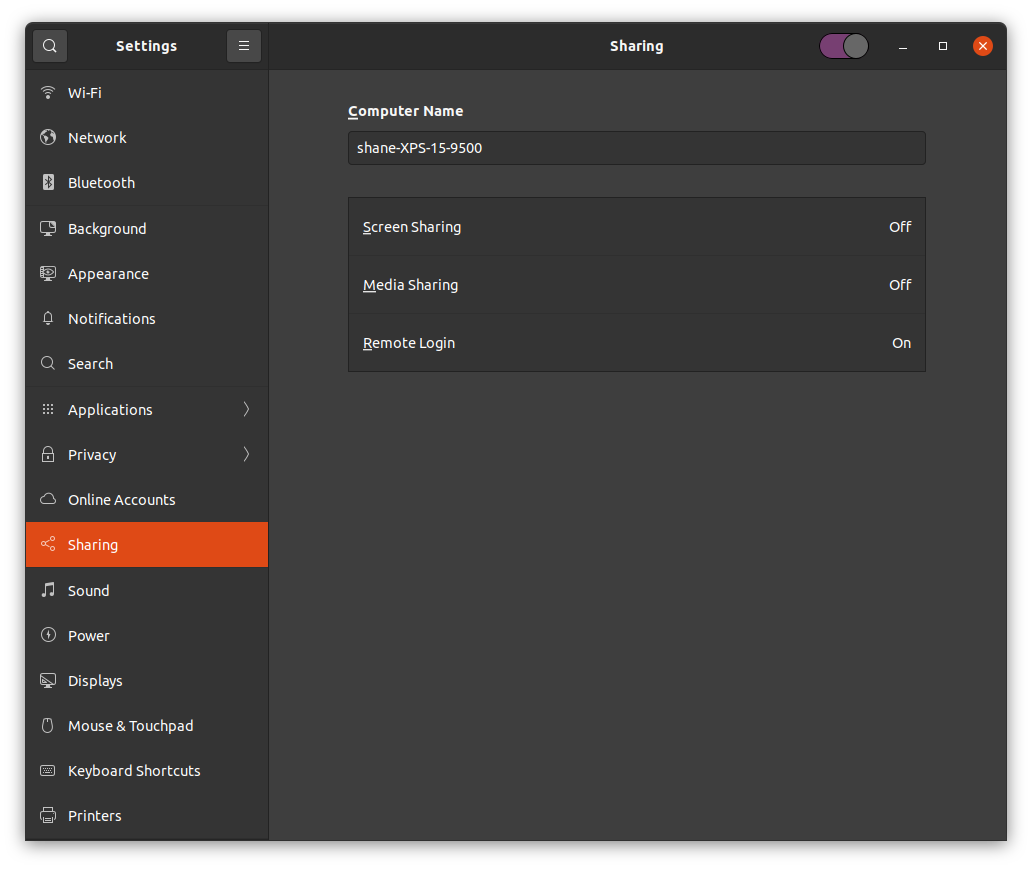 Settings
Sharing
Wi-Fi
Network
Bluetooth
Background
Appearance
Notifications
Search
Applications
Privacy
Online Accounts
Sharing
Sound
Power
Displays
Mouse & Touchpad
Keyboard Shortcuts
Printers
Computer Name
shane-XPS-15-9500
Screen Sharing Off
Media Sharing Off
Remote Login On